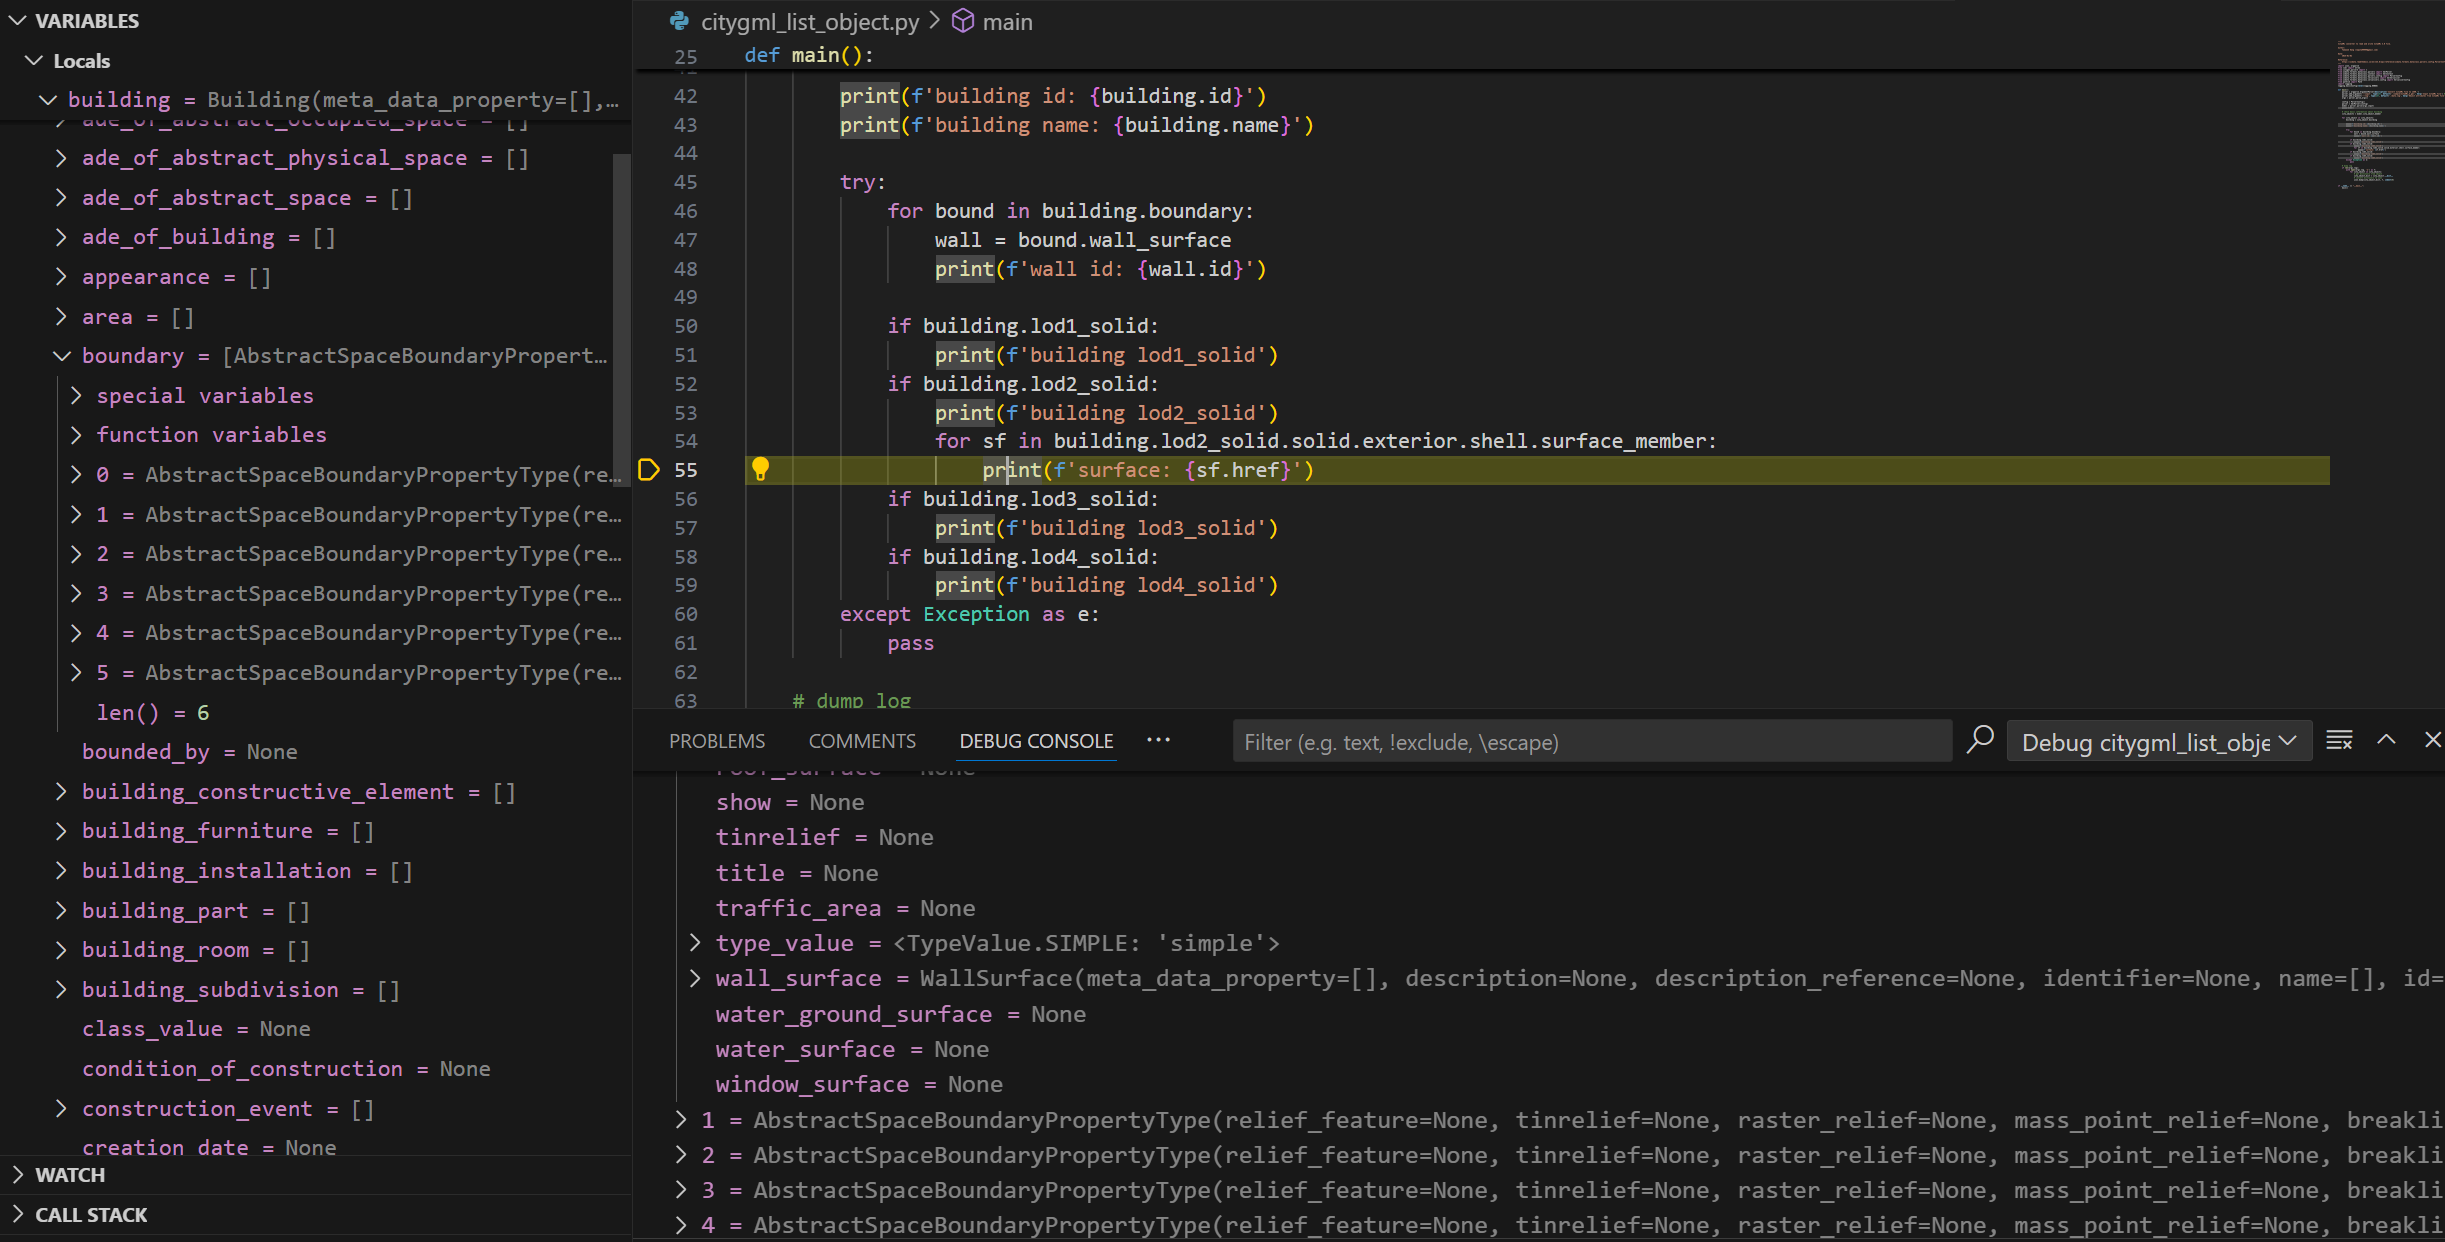 VARIABLES
Locals
building = Building(meta_data_property=[],…
ade_of_abstract_occupied_space = []
ade_of_abstract_physical_space = []
ade_of_abstract_space = []
ade_of_building = []
appearance = []
area = []
boundary = [AbstractSpaceBoundaryPropert…
special variables
function variables
0 = AbstractSpaceBoundaryPropertyType(re…
1 = AbstractSpaceBoundaryPropertyType(re…
2 = AbstractSpaceBoundaryPropertyType(re…
3 = AbstractSpaceBoundaryPropertyType(re…
4 = AbstractSpaceBoundaryPropertyType(re…
5 = AbstractSpaceBoundaryPropertyType(re…
len() = 6
bounded_by = None
building_constructive_element = []
building_furniture = []
building_installation = []
building_part = []
building_room = []
building_subdivision = []
class_value = None
condition_of_construction = None
construction_event = []
creation_date = None
WATCH
CALL STACK
citygml_list_object.py > main
25 def main():
42 print(f'building id: {building.id}')
43 print(f'building name: {building.name}')
44
45 try:
46 for bound in building.boundary:
47 wall = bound.wall_surface
48 print(f'wall id: {wall.id}')
49
50 if building.lod1_solid:
51 print(f'building lod1_solid')
52 if building.lod2_solid:
53 print(f'building lod2_solid')
54 for sf in building.lod2_solid.solid.exterior.shell.surface_member:
55 print(f'surface: {sf.href}')
56 if building.lod3_solid:
57 print(f'building lod3_solid')
58 if building.lod4_solid:
59 print(f'building lod4_solid')
60 except Exception as e:
61 pass
62
63 # dump log
PROBLEMS COMMENTS DEBUG CONSOLE ··· Filter (e.g. text, !exclude, \escape) Debug citygml_list_obje
roof_surface = None
show = None
tinrelief = None
title = None
traffic_area = None
type_value = <TypeValue.SIMPLE: 'simple'>
wall_surface = WallSurface(meta_data_property=[], description=None, description_reference=None, identifier=None, name=[], id=
water_ground_surface = None
water_surface = None
window_surface = None
1 = AbstractSpaceBoundaryPropertyType(relief_feature=None, tinrelief=None, raster_relief=None, mass_point_relief=None, breakli
2 = AbstractSpaceBoundaryPropertyType(relief_feature=None, tinrelief=None, raster_relief=None, mass_point_relief=None, breakli
3 = AbstractSpaceBoundaryPropertyType(relief_feature=None, tinrelief=None, raster_relief=None, mass_point_relief=None, breakli
4 = AbstractSpaceBoundaryPropertyType(relief_feature=None, tinrelief=None, raster_relief=None, mass_point_relief=None, breakli